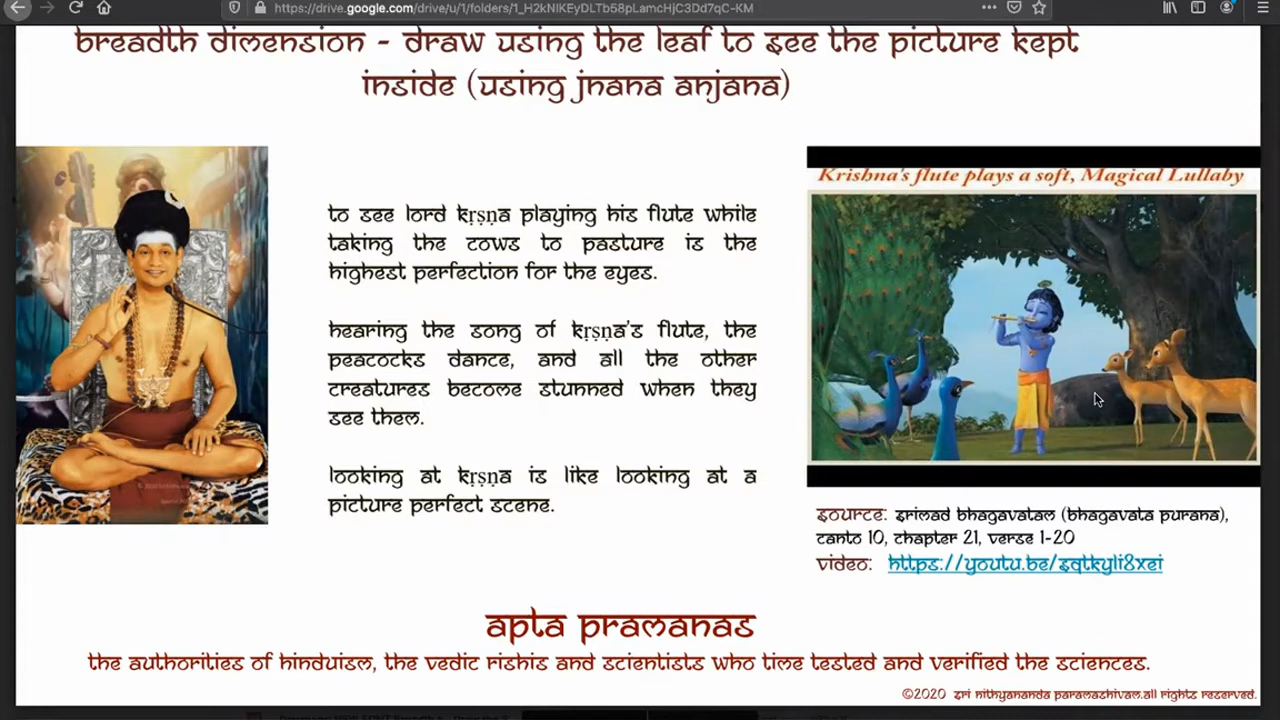 https://drive.google.com/drive/u/1/folders/1_H2kNIKEyDLTb58pLamcHjC3Dd7qC-KM
breadth dimension - draw using the leaf to see the picture kept
inside (using jnana anjana)
Krishna's flute plays a soft, Magical Lullaby
to see lord kṛṣṇa playing his flute while
taking the cows to pasture is the
highest perfection for the eyes.
hearing the song of kṛṣṇa's flute, the
peacocks dance, and all the other
creatures become stunned when they
see them.
looking at kṛṣṇa is like looking at a
picture perfect scene.
source: srimad bhagavatam (bhagavata purana),
canto 10, chapter 21, verse 1-20
video: https://youtu.be/sqtkyli8xei
apta pramanas
the authorities of hinduism, the vedic rishis and scientists who time tested and verified the sciences.
©2020 sri nithyananda paramashivam.all rights reserved.